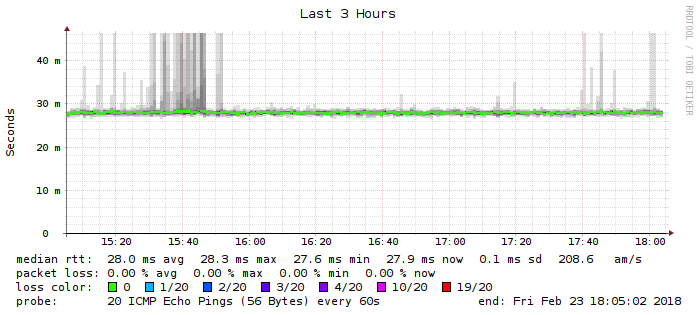 Last 3 Hours
RRDTOOL / TOBI OETIKER
Seconds
40 m
30 m
20 m
10 m
0
15:20 15:40 16:00 16:20 16:40 17:00 17:20 17:40 18:00
median rtt: 28.0 ms avg 28.3 ms max 27.6 ms min 27.9 ms now 0.1 ms sd 208.6 am/s
packet loss: 0.00 % avg 0.00 % max 0.00 % min 0.00 % now
loss color: 0 1/20 2/20 3/20 4/20 10/20 19/20
probe: 20 ICMP Echo Pings (56 Bytes) every 60s end: Fri Feb 23 18:05:02 2018